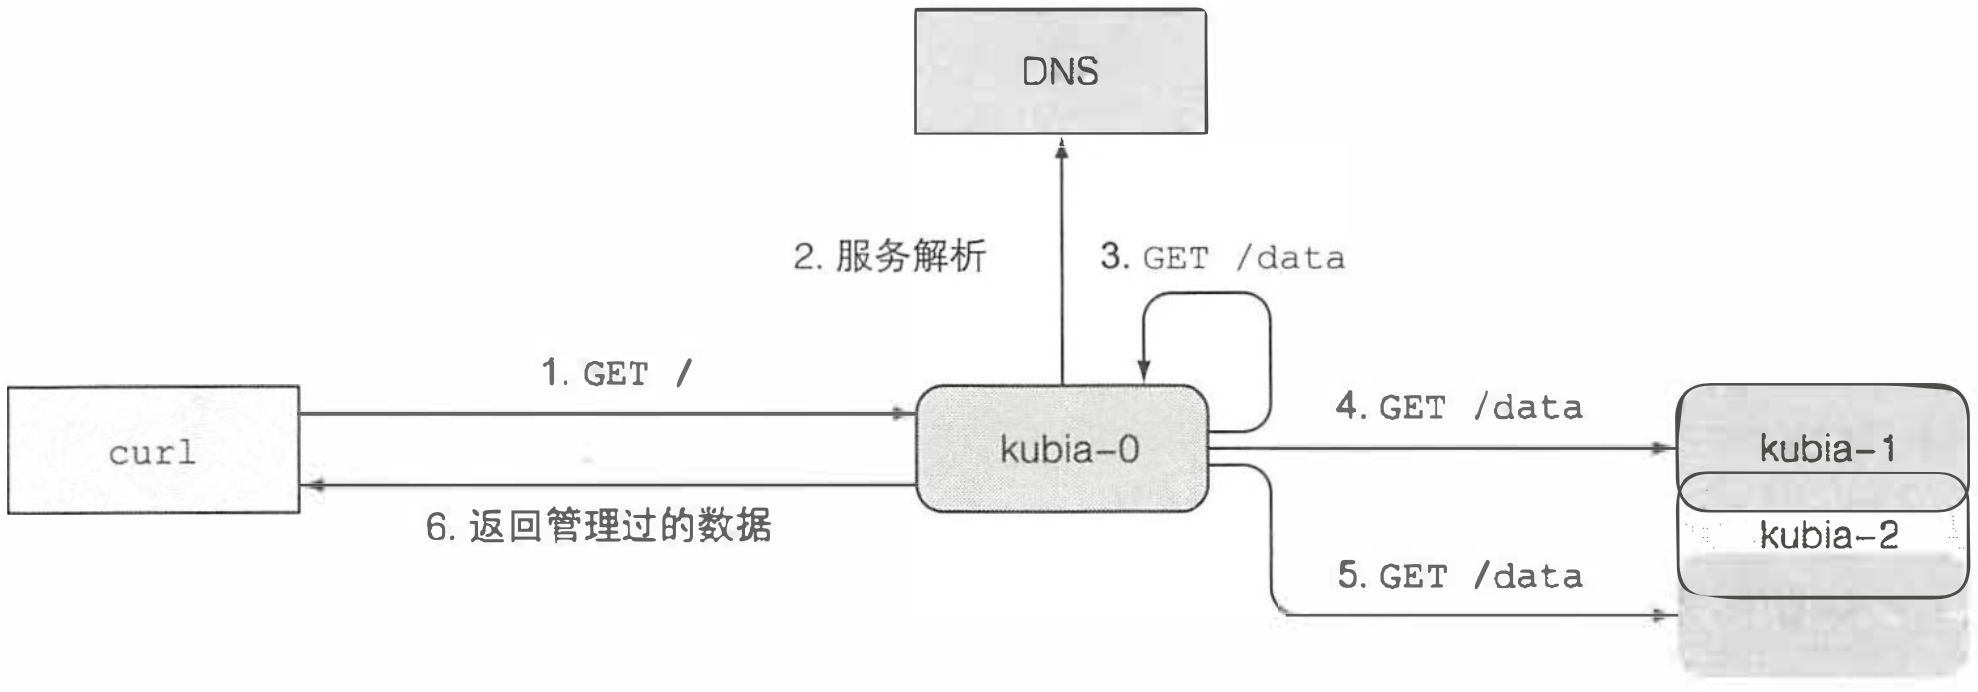 DNS
2. 服务解析
3. GET /data
1. GET /
4. GET /data
curl
kubia-0
kubia-1
6. 返回管理过的数据
kubia-2
5. GET /data